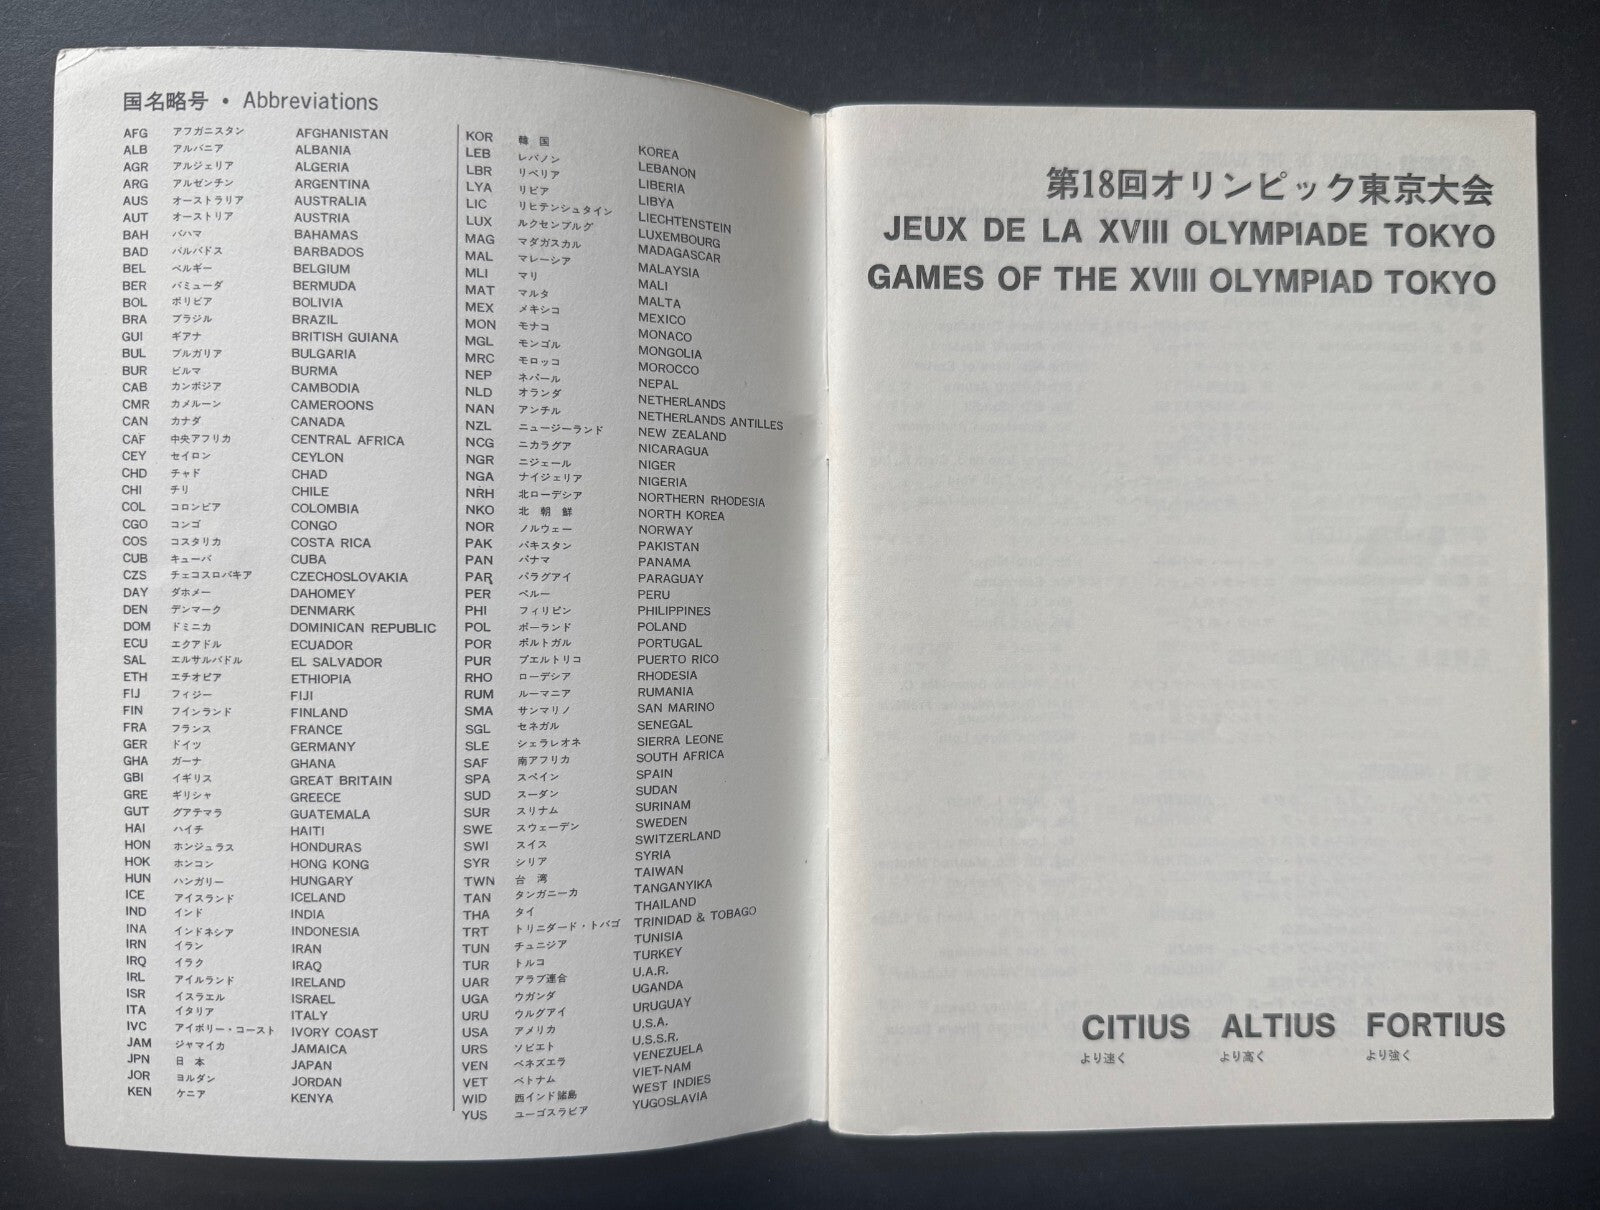 国名略号・Abbreviations
AFG アフガニスタン AFGHANISTAN
ALB アルバニア ALBANIA
AGR アルジェリア ALGERIA
ARG アルゼンチン ARGENTINA
AUS オーストラリア AUSTRALIA
AUT オーストリア AUSTRIA
BAH バハマ BAHAMAS
BAD バルバドス BARBADOS
BEL ベルギー BELGIUM
BER バミューダ BERMUDA
BOL ボリビア BOLIVIA
BRA ブラジル BRAZIL
GUI ギアナ BRITISH GUIANA
BUL ブルガリア BULGARIA
BUR ビルマ BURMA
CAB カンボジア CAMBODIA
CMR カメルーン CAMEROONS
CAN カナダ CANADA
CAF 中央アフリカ CENTRAL AFRICA
CEY セイロン CEYLON
CHD チャド CHAD
CHI チリ CHILE
COL コロンビア COLOMBIA
CGO コンゴ CONGO
COS コスタリカ COSTA RICA
CUB キューバ CUBA
CZS チェコスロバキア CZECHOSLOVAKIA
DAY ダホメー DAHOMEY
DEN デンマーク DENMARK
DOM ドミニカ DOMINICAN REPUBLIC
ECU エクアドル ECUADOR
SAL エルサルバドル EL SALVADOR
ETH エチオピア ETHIOPIA
FIJ フィジー FIJI
FIN フインランド FINLAND
FRA フランス FRANCE
GER ドイツ GERMANY
GHA ガーナ GHANA
GBI イギリス GREAT BRITAIN
GRE ギリシャ GREECE
GUT グアテマラ GUATEMALA
HAI ハイチ HAITI
HON ホンジュラス HONDURAS
HOK ホンコン HONG KONG
HUN ハンガリー HUNGARY
ICE アイスランド ICELAND
IND インド INDIA
INA インドネシア INDONESIA
IRN イラン IRAN
IRQ イラク IRAQ
IRL アイルランド IRELAND
ISR イスラエル ISRAEL
ITA イタリア ITALY
IVC アイボリー・コースト IVORY COAST
JAM ジャマイカ JAMAICA
JPN 日本 JAPAN
JOR ヨルダン JORDAN
KEN ケニア KENYA
KOR 韓国 KOREA
LEB レバノン LEBANON
LBR リベリア LIBERIA
LYA リビア LIBYA
LIC リヒテンシュタイン LIECHTENSTEIN
LUX ルクセンブルグ LUXEMBOURG
MAG マダガスカル MADAGASCAR
MAL マレーシア MALAYSIA
MLI マリ MALI
MAT マルタ MALTA
MEX メキシコ MEXICO
MON モナコ MONACO
MGL モンゴル MONGOLIA
MRC モロッコ MOROCCO
NEP ネパール NEPAL
NLD オランダ NETHERLANDS
NAN アンチル NETHERLANDS ANTILLES
NZL ニュージーランド NEW ZEALAND
NCG ニカラグア NICARAGUA
NGR ニジェール NIGER
NGA ナイジェリア NIGERIA
NRH 北ローデシア NORTHERN RHODESIA
NKO 北朝鮮 NORTH KOREA
NOR ノルウェー NORWAY
PAK パキスタン PAKISTAN
PAN パナマ PANAMA
PAR パラグアイ PARAGUAY
PER ペルー PERU
PHI フィリピン PHILIPPINES
POL ポーランド POLAND
POR ポルトガル PORTUGAL
PUR プエルトリコ PUERTO RICO
RHO ローデシア RHODESIA
RUM ルーマニア RUMANIA
SMA サンマリノ SAN MARINO
SGL セネガル SENEGAL
SLE シェラレオネ SIERRA LEONE
SAF 南アフリカ SOUTH AFRICA
SPA スペイン SPAIN
SUD スーダン SUDAN
SUR スリナム SURINAM
SWE スウェーデン SWEDEN
SWI スイス SWITZERLAND
SYR シリア SYRIA
TWN 台湾 TAIWAN
TAN タンガニーカ TANGANYIKA
THA タイ THAILAND
TRT トリニダード・トバゴ TRINIDAD & TOBAGO
TUN チュニジア TUNISIA
TUR トルコ TURKEY
UAR アラブ連合 U.A.R.
UGA ウガンダ UGANDA
URU ウルグアイ URUGUAY
USA アメリカ U.S.A.
URS ソビエト U.S.S.R.
VEN ベネズエラ VENEZUELA
VET ベトナム VIET-NAM
WID 西インド諸島 WEST INDIES
YUS ユーゴスラビア YUGOSLAVIA
第18回オリンピック東京大会
JEUX DE LA XVIII OLYMPIADE TOKYO
GAMES OF THE XVIII OLYMPIAD TOKYO
CITIUS ALTIUS FORTIUS
より速く より高く より強く